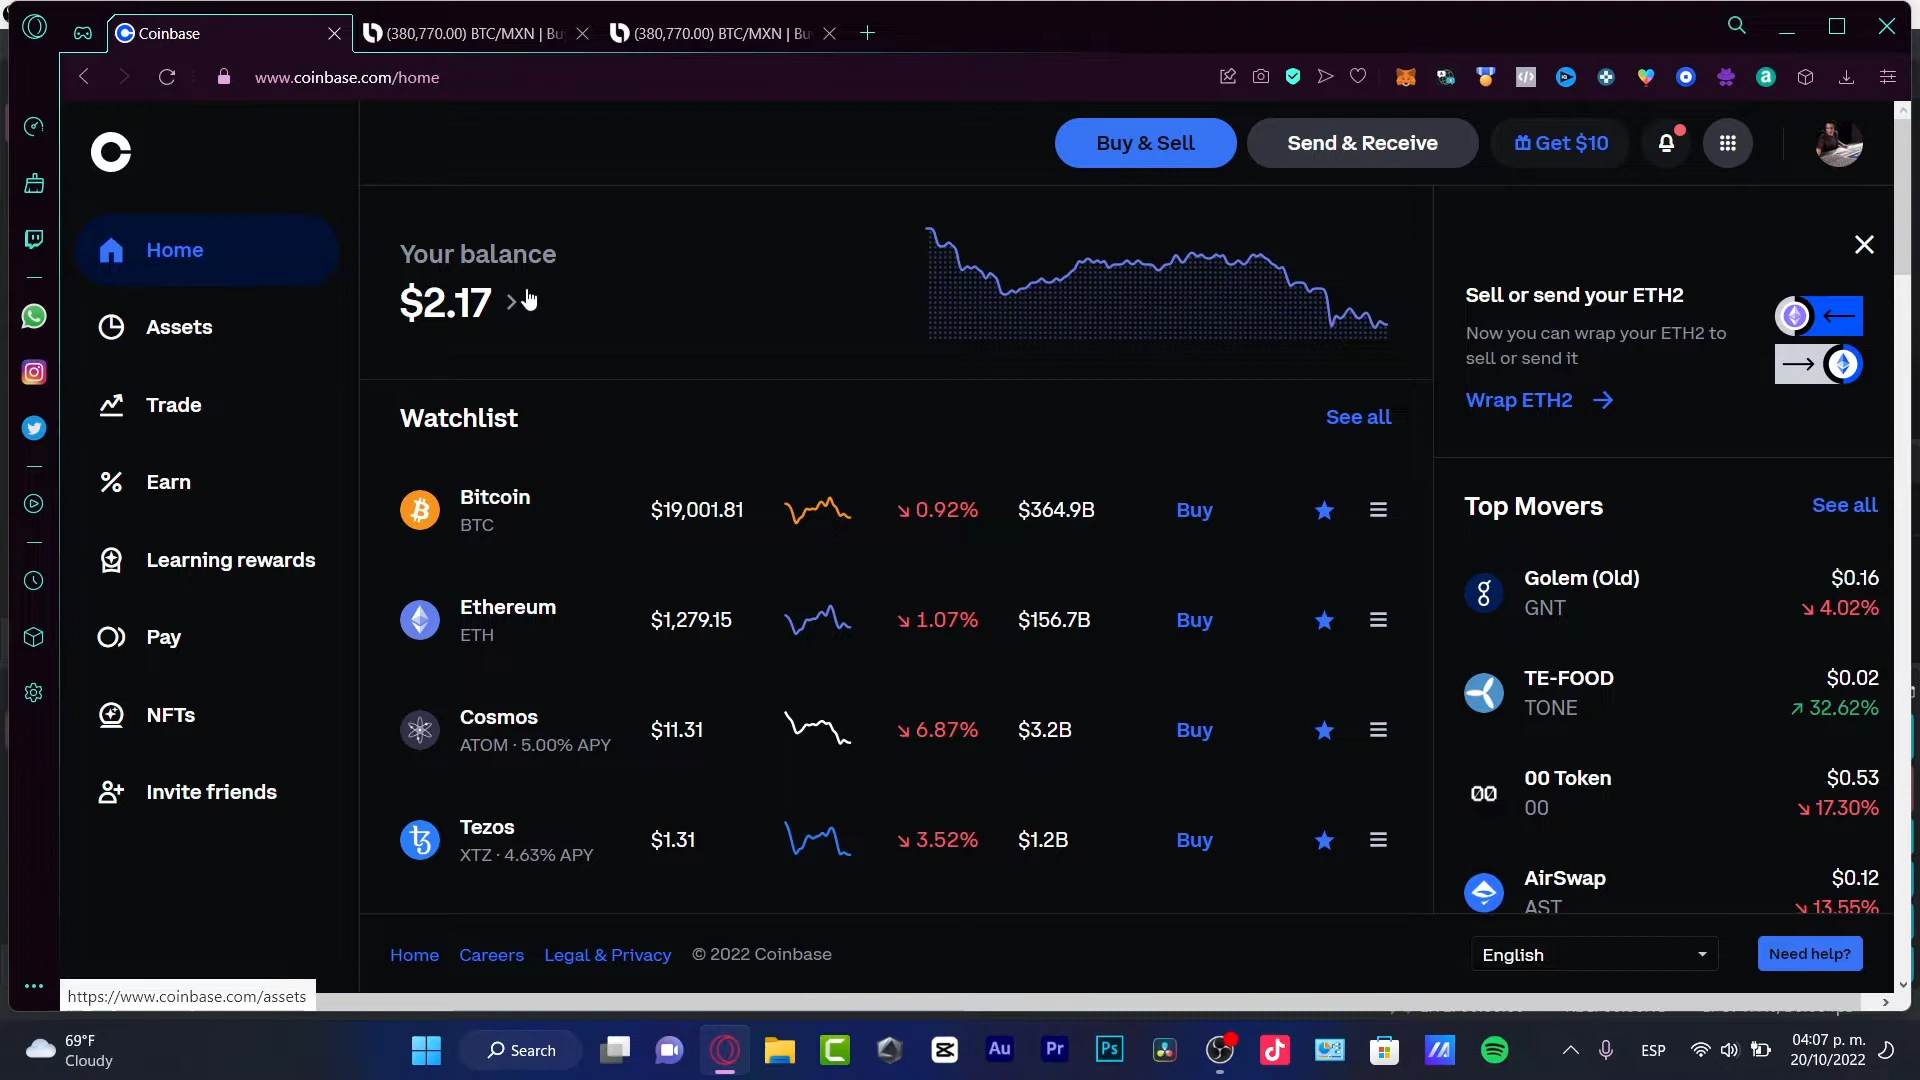 Coinbase
(380,770.00) BTC/MXN | Bu
(380,770.00) BTC/MXN | Bu
www.coinbase.com/home
Buy & Sell
Send & Receive
Get $10
Home
Assets
Trade
Earn
Learning rewards
Pay
NFTs
Invite friends
Your balance
$2.17
Sell or send your ETH2
Now you can wrap your ETH2 to
sell or send it
Wrap ETH2
Watchlist
See all
Bitcoin
BTC
$19,001.81
0.92%
$364.9B
Buy
Ethereum
ETH
$1,279.15
1.07%
$156.7B
Buy
Cosmos
ATOM · 5.00% APY
$11.31
6.87%
$3.2B
Buy
Tezos
XTZ · 4.63% APY
$1.31
3.52%
$1.2B
Buy
Top Movers
See all
Golem (Old)
GNT
$0.16
4.02%
TE-FOOD
TONE
$0.02
32.62%
00 Token
00
$0.53
17.30%
AirSwap
AST
$0.12
13.55%
Home
Careers
Legal & Privacy
© 2022 Coinbase
English
Need help?
https://www.coinbase.com/assets
69°F
Cloudy
Search
Au
Pr
Ps
ESP
04:07 p. m.
20/10/2022